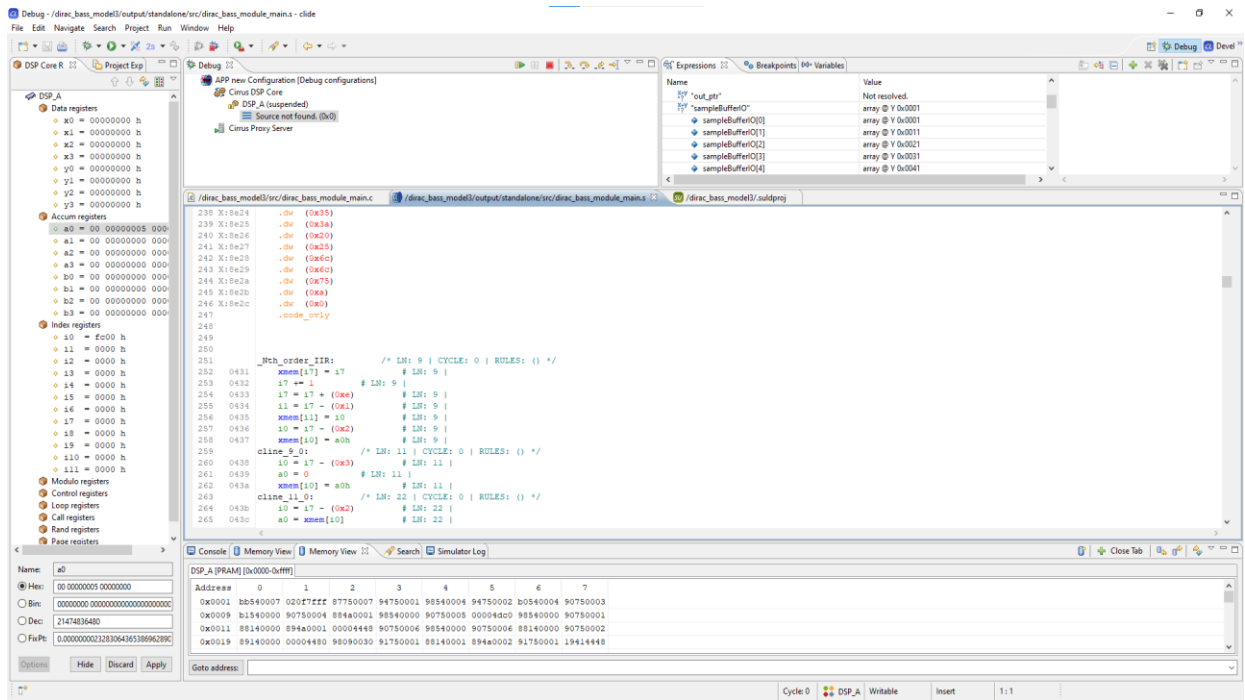 Debug - /dirac_bass_model3/output/standalone/src/dirac_bass_module_main.s - clide
File Edit Navigate Search Project Run Window Help
Debug Devel
DSP Core R Project Exp
DSP_A
Data registers
x0 = 00000000 h
x1 = 00000000 h
x2 = 00000000 h
x3 = 00000000 h
y0 = 00000000 h
y1 = 00000000 h
y2 = 00000000 h
y3 = 00000000 h
Accum registers
a0 = 00 00000005 000
a1 = 00 00000000 000
a2 = 00 00000000 000
a3 = 00 00000000 000
b0 = 00 00000000 000
b1 = 00 00000000 000
b2 = 00 00000000 000
b3 = 00 00000000 000
Index registers
i0 = fc00 h
i1 = 0000 h
i2 = 0000 h
i3 = 0000 h
i4 = 0000 h
i5 = 0000 h
i6 = 0000 h
i7 = 0000 h
i8 = 0000 h
i9 = 0000 h
i10 = 0000 h
i11 = 0000 h
Modulo registers
Control registers
Loop registers
Call registers
Rand registers
Page registers
Name: a0
Hex: 00 00000005 00000000
Bin:
Dec: 21474836480
FixPt:
Options Hide Discard Apply
Debug
APP new Configuration [Debug configurations]
Cirrus DSP Core
DSP_A (suspended)
Source not found. (0x0)
Cirrus Proxy Server
Expressions Breakpoints Variables
Name Value
"out_ptr" Not resolved.
"sampleBufferIO" array @ Y 0x0001
sampleBufferIO[0] array @ Y 0x0001
sampleBufferIO[1] array @ Y 0x0011
sampleBufferIO[2] array @ Y 0x0021
sampleBufferIO[3] array @ Y 0x0031
sampleBufferIO[4] array @ Y 0x0041
/dirac_bass_model3/src/dirac_bass_module_main.c /dirac_bass_model3/output/standalone/src/dirac_bass_module_main.s /dirac_bass_model3/.suldproj
238 X:8e24 .dw (0x35)
239 X:8e25 .dw (0x3a)
240 X:8e26 .dw (0x20)
241 X:8e27 .dw (0x25)
242 X:8e28 .dw (0x6c)
243 X:8e29 .dw (0x6c)
244 X:8e2a .dw (0x75)
245 X:8e2b .dw (0xa)
246 X:8e2c .dw (0x0)
247 .code_ovly
248
249
250
251 _Nth_order_IIR: /* LN: 9 | CYCLE: 0 | RULES: () */
252 0431 xmem[i7] = i7 # LN: 9 |
253 0432 i7 += 1 # LN: 9 |
254 0433 i7 = i7 + (0xe) # LN: 9 |
255 0434 i1 = i7 - (0x1) # LN: 9 |
256 0435 xmem[i1] = i0 # LN: 9 |
257 0436 i0 = i7 - (0x2) # LN: 9 |
258 0437 xmem[i0] = a0h # LN: 9 |
259 cline_9_0: /* LN: 11 | CYCLE: 0 | RULES: () */
260 0438 i0 = i7 - (0x3) # LN: 11 |
261 0439 a0 = 0 # LN: 11 |
262 043a xmem[i0] = a0h # LN: 11 |
263 cline_11_0: /* LN: 22 | CYCLE: 0 | RULES: () */
264 043b i0 = i7 - (0x2) # LN: 22 |
265 043c a0 = xmem[i0] # LN: 22 |
Console Memory View Memory View Search Simulator Log Close Tab
DSP_A [PRAM] [0x0000-0xffff]
Address 0 1 2 3 4 5 6 7
0x0001 bb540007 020f7fff 87750007 94750001 98540004 94750002 b0540004 90750003
0x0009 b1540000 90750004 884a0001 98540000 90750005 00004dc0 98540000 90750001
0x0011 88140000 894a0001 00004448 90750006 98540000 90750006 88140000 90750002
0x0019 89140000 00004480 98090030 91750001 88140001 894a0002 91750001 19414448
Goto address:
Cycle: 0 DSP_A Writable Insert 1 : 1